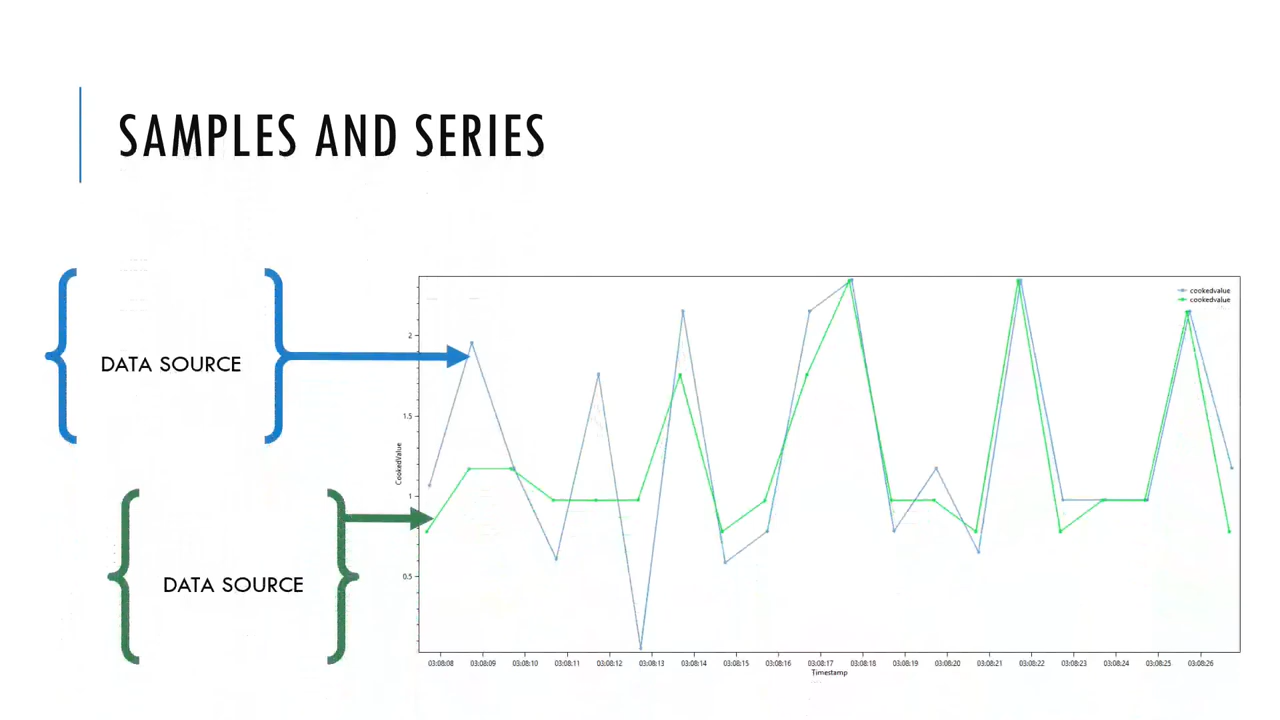 SAMPLES AND SERIES
DATA SOURCE
DATA SOURCE
cookedvalue
cookedvalue
CookedValue
2
1.5
1
0.5
03:08:08 03:08:09 03:08:10 03:08:11 03:08:12 03:08:13 03:08:14 03:08:15 03:08:16 03:08:17 03:08:18 03:08:19 03:08:20 03:08:21 03:08:22 03:08:23 03:08:24 03:08:25 03:08:26
Timestamp